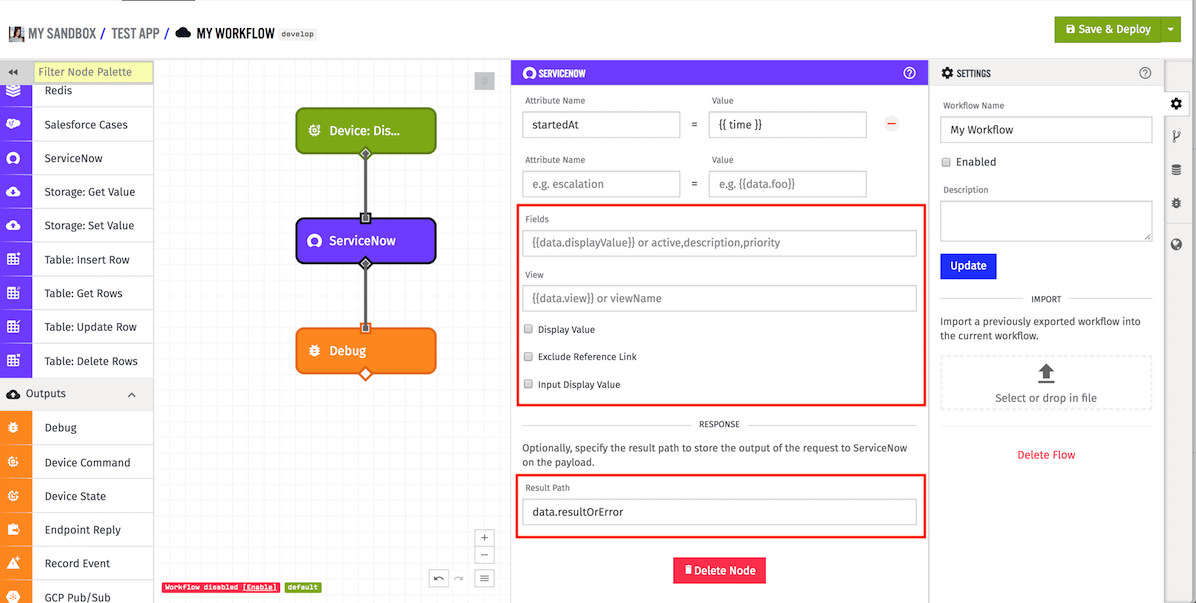 MY SANDBOX / TEST APP / MY WORKFLOW develop
Save & Deploy
Filter Node Palette
Redis
Salesforce Cases
ServiceNow
Storage: Get Value
Storage: Set Value
Table: Insert Row
Table: Get Rows
Table: Update Row
Table: Delete Rows
Outputs
Debug
Device Command
Device State
Endpoint Reply
Record Event
GCP Pub/Sub
Device: Dis...
ServiceNow
Debug
Workflow disabled [Enable] default
SERVICENOW
Attribute Name Value
startedAt = {{ time }}
Attribute Name Value
e.g. escalation = e.g. {{data.foo}}
Fields
{{data.displayValue}} or active,description,priority
View
{{data.view}} or viewName
Display Value
Exclude Reference Link
Input Display Value
RESPONSE
Optionally, specify the result path to store the output of the request to ServiceNow
on the payload.
Result Path
data.resultOrError
Delete Node
SETTINGS
Workflow Name
My Workflow
Enabled
Description
Update
IMPORT
Import a previously exported workflow into
the current workflow.
Select or drop in file
Delete Flow